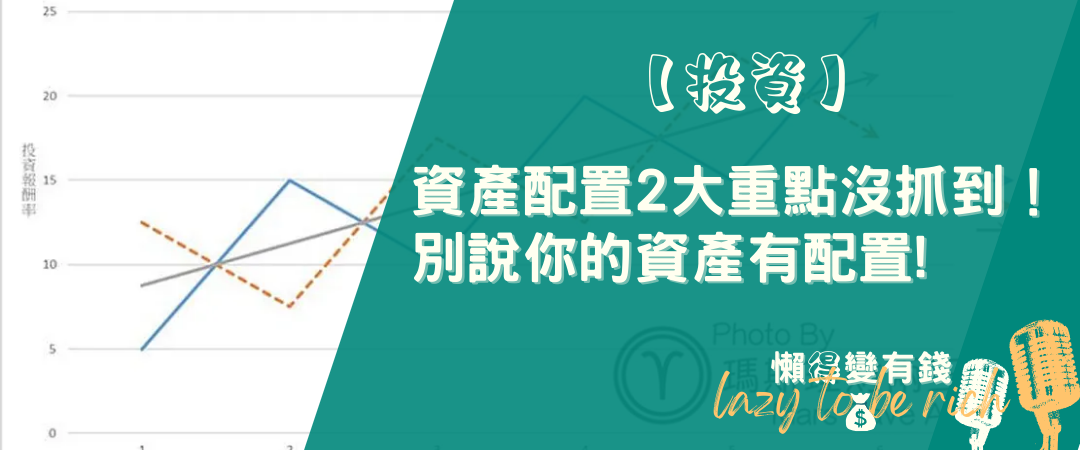 25
20
15
10
5
0
投資報酬率
1
2
【投資】
資產配置2大重點沒抓到！
別說你的資產有配置!
Photo By
懶得變有錢
lazy to be rich
$